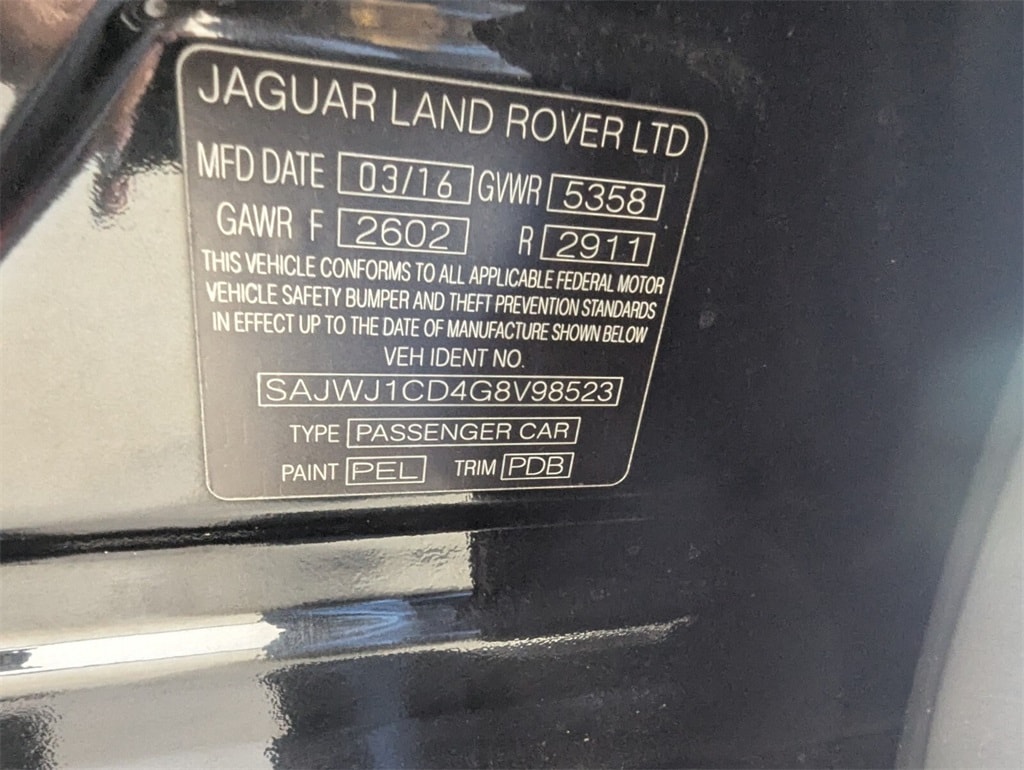 JAGUAR LAND ROVER LTD
MFD DATE 03/16 GVWR 5358
GAWR F 2602 R 2911
THIS VEHICLE CONFORMS TO ALL APPLICABLE FEDERAL MOTOR
VEHICLE SAFETY BUMPER AND THEFT PREVENTION STANDARDS
IN EFFECT UP TO THE DATE OF MANUFACTURE SHOWN BELOW
VEH IDENT NO.
SAJWJ1CD4G8V98523
TYPE PASSENGER CAR
PAINT PEL TRIM PDB